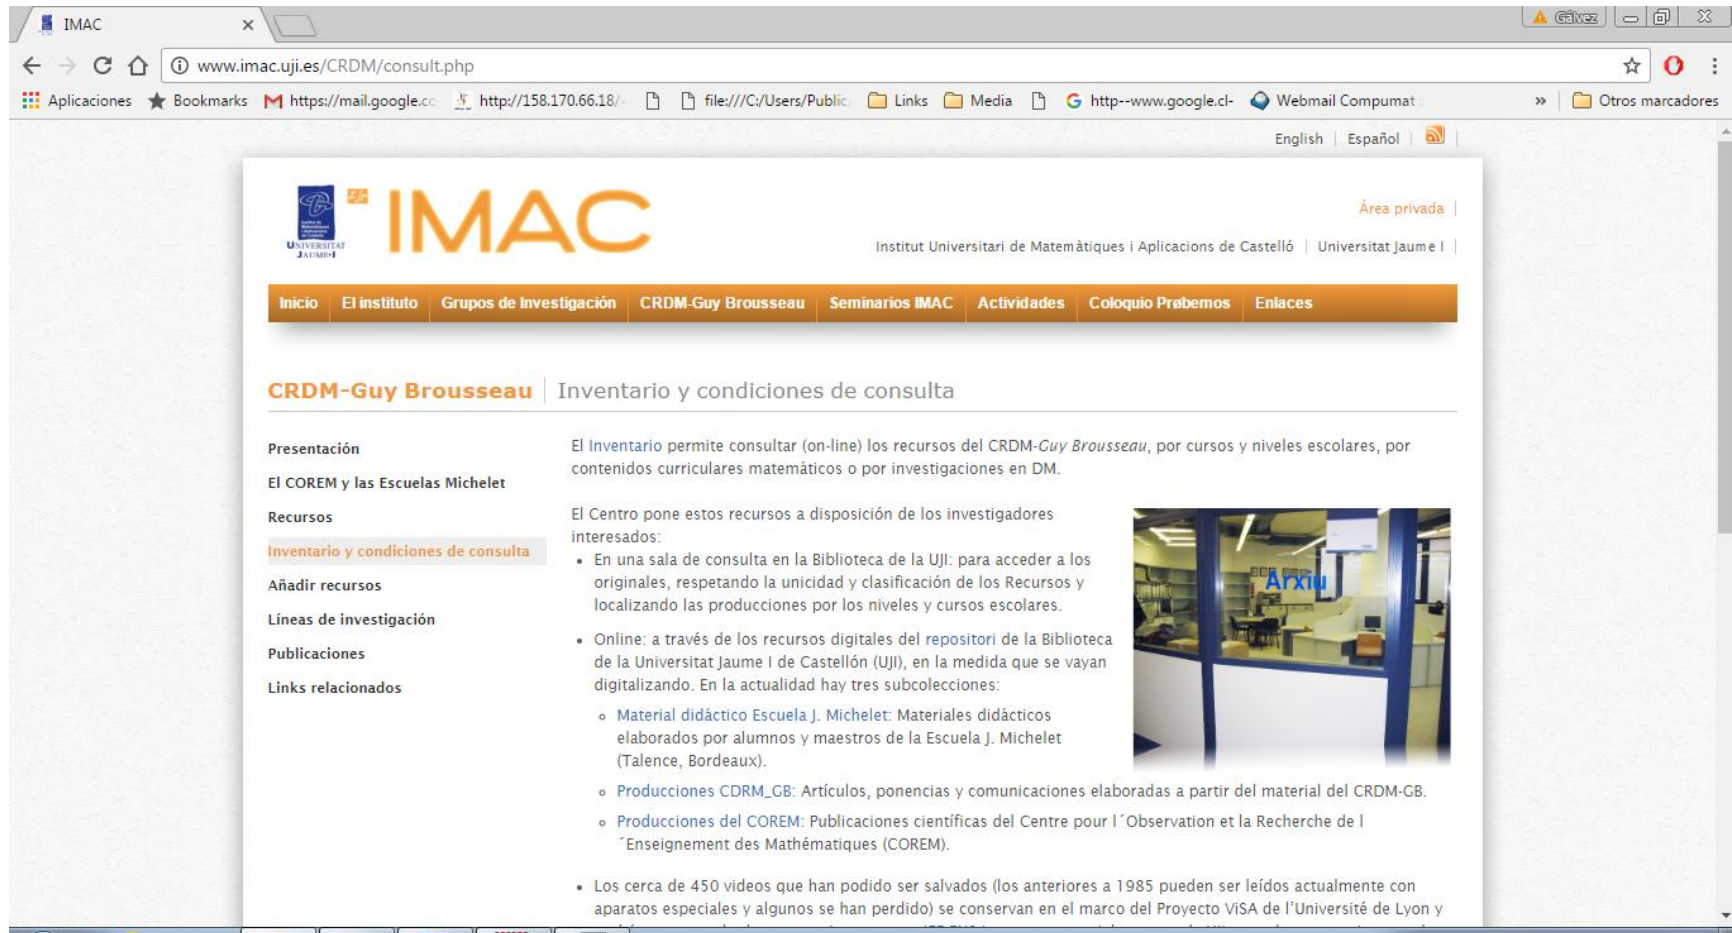 IMAC
Gálvez
www.imac.uji.es/CRDM/consult.php
Aplicaciones Bookmarks https://mail.google.co http://158.170.66.18/ file:///C:/Users/Public Links Media http--www.google.cl- Webmail Compumat » Otros marcadores
English | Español |
UNIVERSITAT JAUME·I
IMAC
Área privada |
Institut Universitari de Matemàtiques i Aplicacions de Castelló | Universitat Jaume I |
Inicio El instituto Grupos de Investigación CRDM-Guy Brousseau Seminarios IMAC Actividades Coloquio Prøbemos Enlaces
CRDM-Guy Brousseau | Inventario y condiciones de consulta
Presentación
El COREM y las Escuelas Michelet
Recursos
Inventario y condiciones de consulta
Añadir recursos
Líneas de investigación
Publicaciones
Links relacionados
El Inventario permite consultar (on-line) los recursos del CRDM-Guy Brousseau, por cursos y niveles escolares, por
contenidos curriculares matemáticos o por investigaciones en DM.
El Centro pone estos recursos a disposición de los investigadores
interesados:
• En una sala de consulta en la Biblioteca de la UJI: para acceder a los
originales, respetando la unicidad y clasificación de los Recursos y
localizando las producciones por los niveles y cursos escolares.
Arxiu
• Online: a través de los recursos digitales del repositori de la Biblioteca
de la Universitat Jaume I de Castellón (UJI), en la medida que se vayan
digitalizando. En la actualidad hay tres subcolecciones:
◦ Material didáctico Escuela J. Michelet: Materiales didácticos
elaborados por alumnos y maestros de la Escuela J. Michelet
(Talence, Bordeaux).
◦ Producciones CDRM_GB: Artículos, ponencias y comunicaciones elaboradas a partir del material del CRDM-GB.
◦ Producciones del COREM: Publicaciones científicas del Centre pour l´Observation et la Recherche de l
´Enseignement des Mathématiques (COREM).
• Los cerca de 450 videos que han podido ser salvados (los anteriores a 1985 pueden ser leídos actualmente con
aparatos especiales y algunos se han perdido) se conservan en el marco del Proyecto ViSA de l'Université de Lyon y